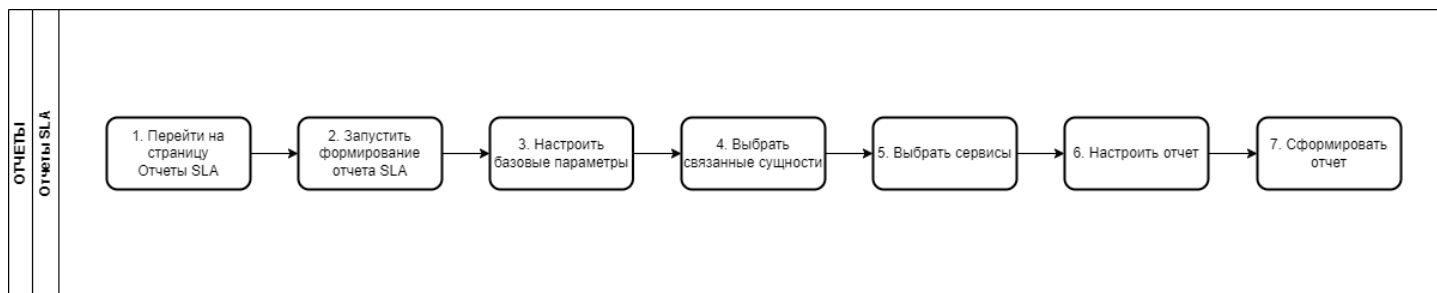 ОТЧЕТЫ
Отчеты SLA
1. Перейти на
страницу
Отчеты SLA
2. Запустить
формирование
отчета SLA
3. Настроить
базовые параметры
4. Выбрать
связанные сущности
5. Выбрать сервисы
6. Настроить отчет
7. Сформировать
отчет